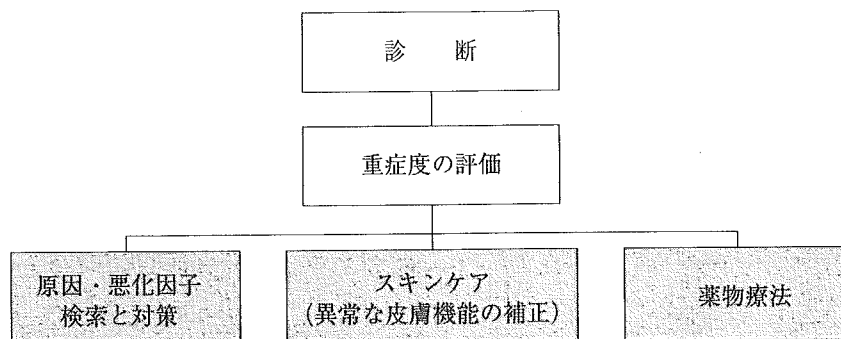 診　　断
重症度の評価
原因・悪化因子
検索と対策
スキンケア
(異常な皮膚機能の補正)
薬物療法